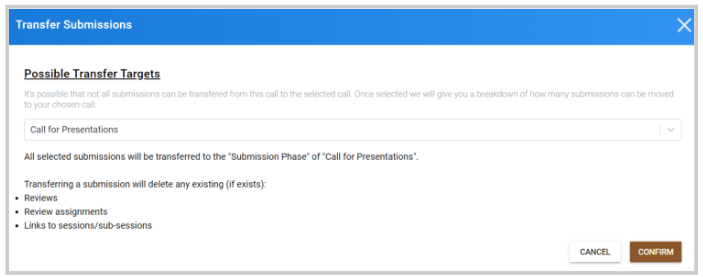 Transfer Submissions
Possible Transfer Targets
It's possible that not all submissions can be transfered from this call to the selected call. Once selected we will give you a breakdown of how many submissions can be moved
to your chosen call.
Call for Presentations
All selected submissions will be transferred to the "Submission Phase" of "Call for Presentations".
Transferring a submission will delete any existing (if exists):
• Reviews
• Review assignments
• Links to sessions/sub-sessions
CANCEL CONFIRM